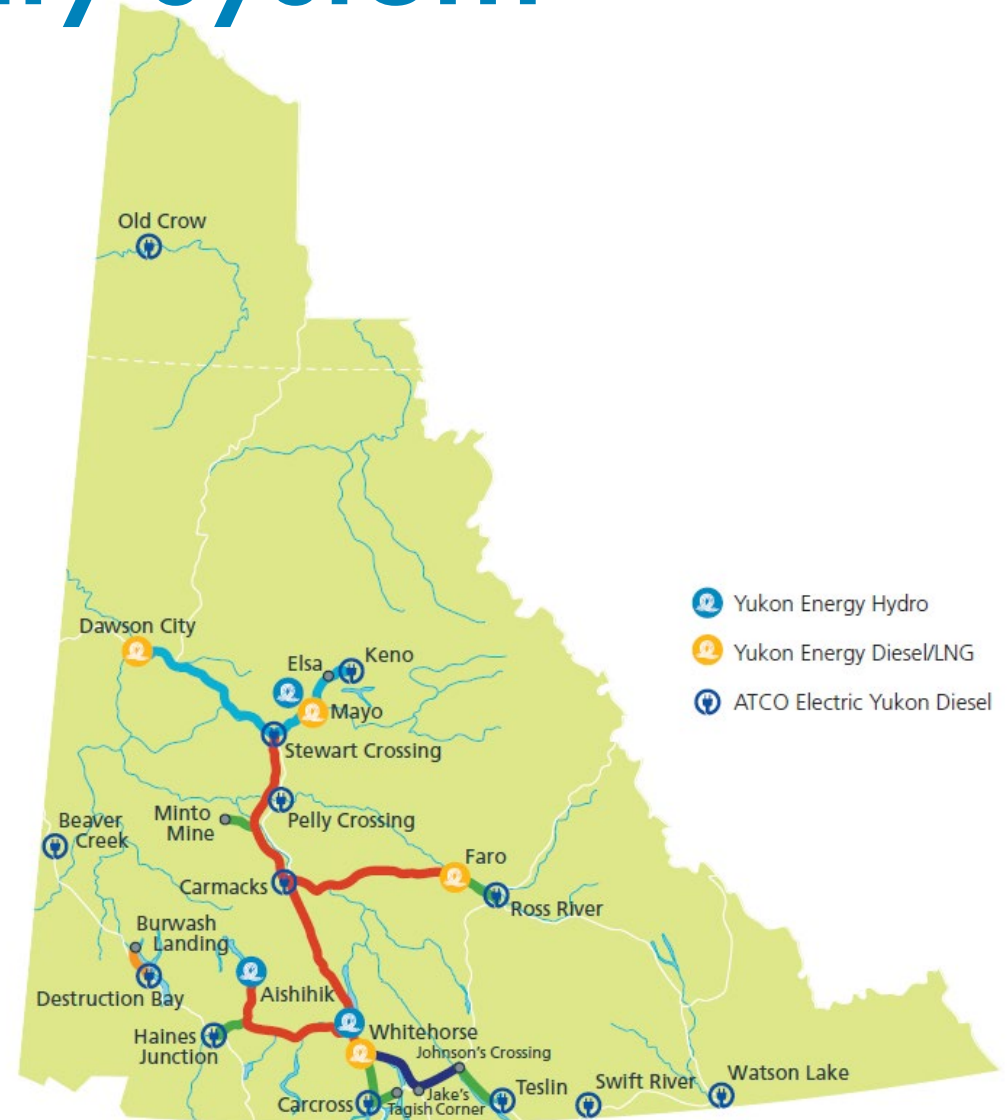 Old Crow
Dawson City
Elsa
Keno
Mayo
Stewart Crossing
Beaver
Creek
Minto
Mine
Pelly Crossing
Faro
Carmacks
Ross River
Burwash
Landing
Destruction Bay
Aishihik
Haines
Junction
Whitehorse
Johnson's Crossing
Jake's
Corner
Tagish
Carcross
Teslin
Swift River
Watson Lake
Yukon Energy Hydro
Yukon Energy Diesel/LNG
ATCO Electric Yukon Diesel